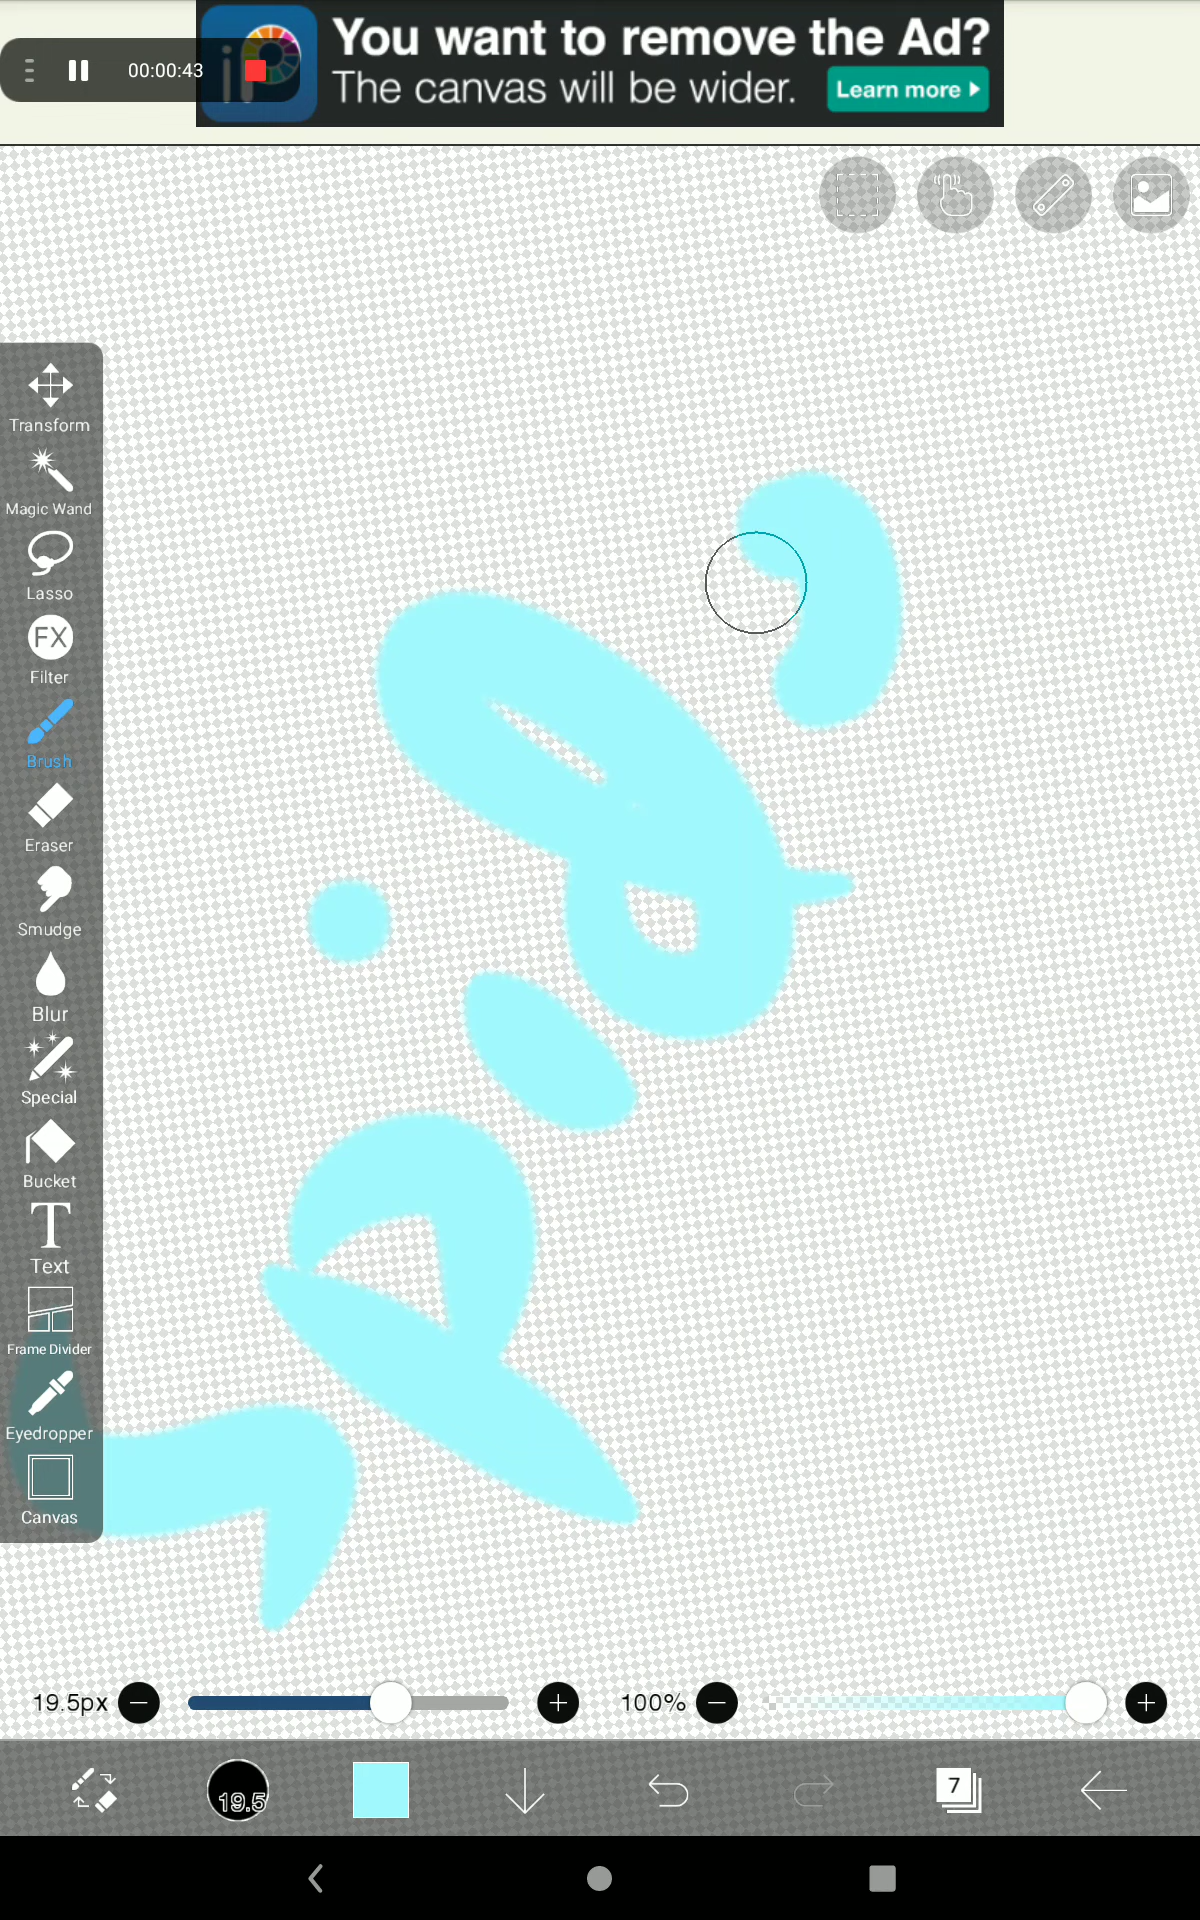 You want to remove the Ad?
00:00:43
iP
The canvas will be wider.
Learn more
Transform
Magic Wand
Lasso
FX
Filter
Brush
Eraser
Smudge
Blur
Special
Bucket
T
Text
Frame Divider
Eyedropper
Canvas
19.5px
100%
19.5
7